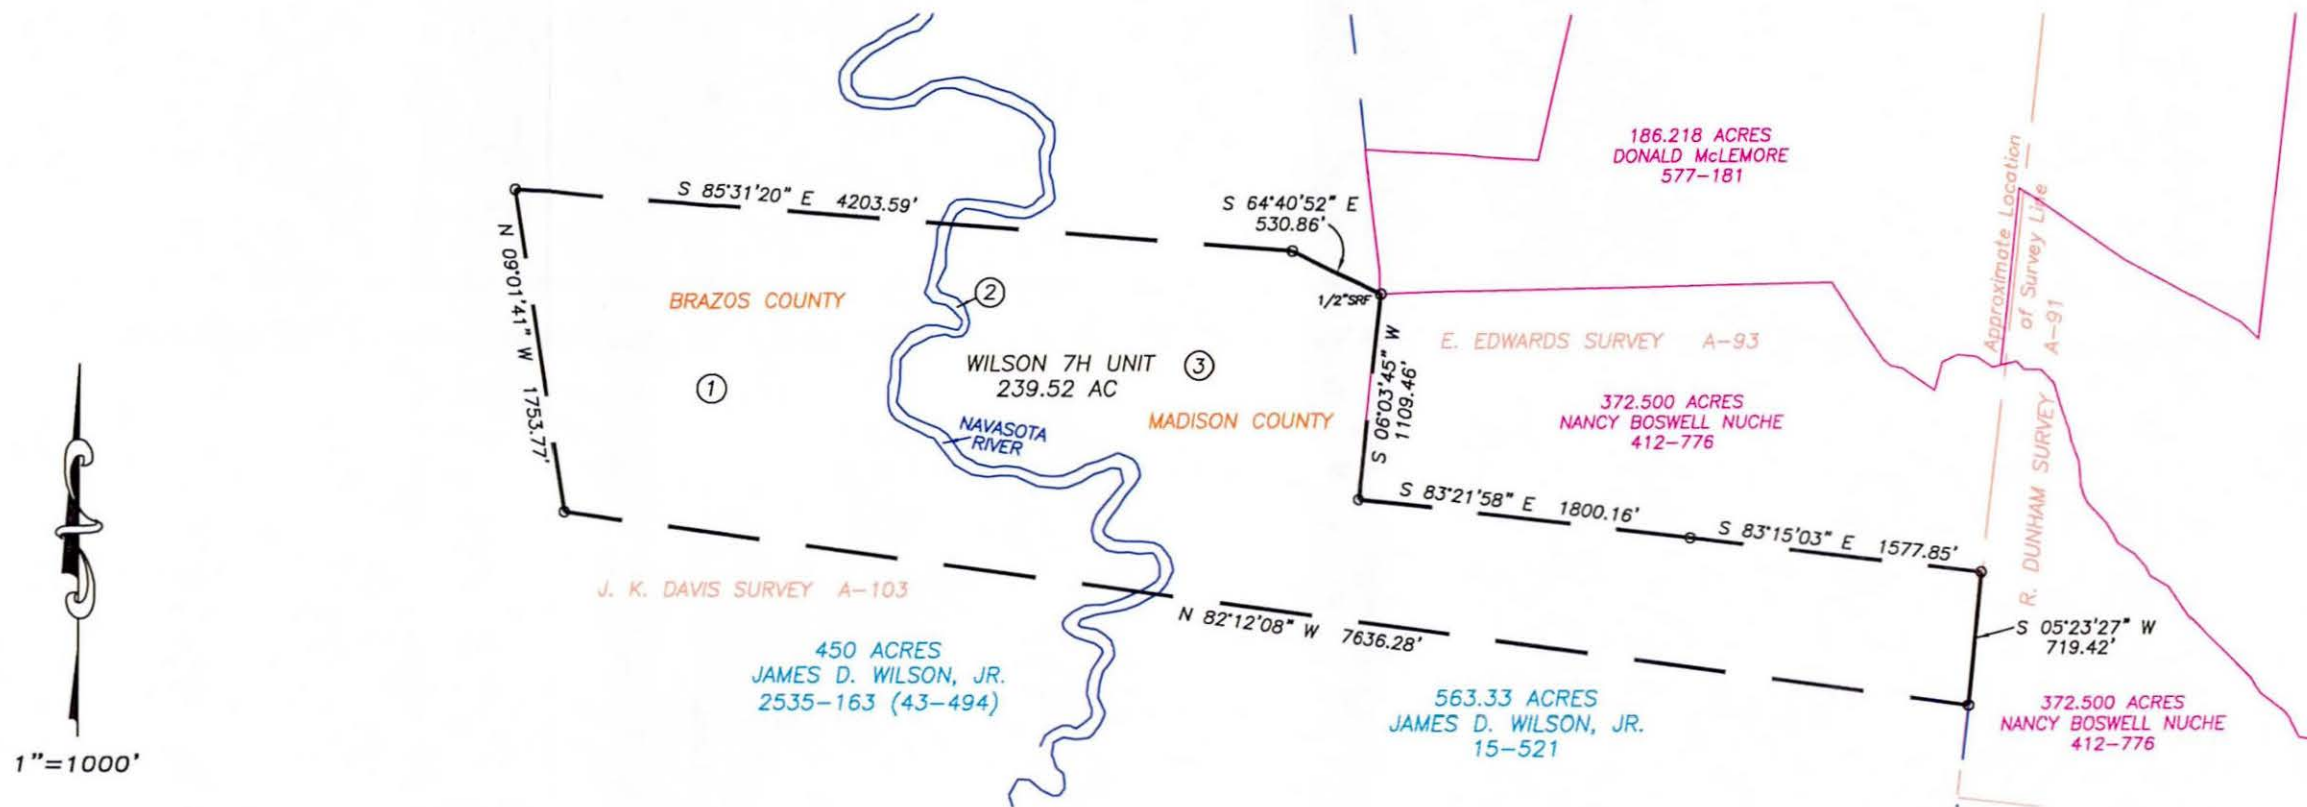 186.218 ACRES
DONALD McLEMORE
577-181
Approximate Location
of Survey Line
A-91
S 85°31'20" E 4203.59'
S 64°40'52" E
530.86'
1/2"SRF
N 09°01'41" W 1753.77'
BRAZOS COUNTY
2
WILSON 7H UNIT
239.52 AC
3
1
MADISON COUNTY
NAVASOTA
RIVER
S 06°03'45" W
1109.46'
E. EDWARDS SURVEY A-93
372.500 ACRES
NANCY BOSWELL NUCHE
412-776
R. DUNHAM SURVEY
S 83°21'58" E 1800.16'
S 83°15'03" E 1577.85'
J. K. DAVIS SURVEY A-103
N 82°12'08" W 7636.28'
S 05°23'27" W
719.42'
450 ACRES
JAMES D. WILSON, JR.
2535-163 (43-494)
563.33 ACRES
JAMES D. WILSON, JR.
15-521
372.500 ACRES
NANCY BOSWELL NUCHE
412-776
1"=1000'